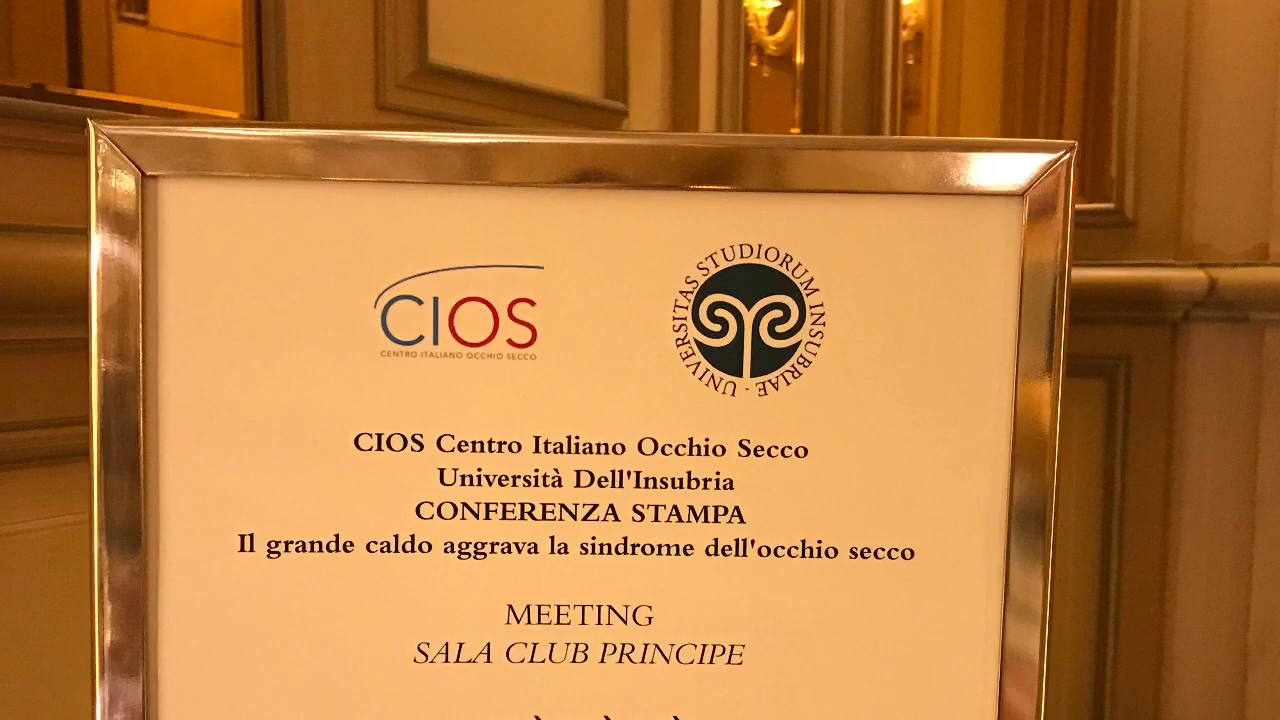 CIOS
CENTRO ITALIANO OCCHIO SECCO
UNIVERSITAS STUDIORUM INSUBRIAE
CIOS Centro Italiano Occhio Secco
Università Dell'Insubria
CONFERENZA STAMPA
Il grande caldo aggrava la sindrome dell'occhio secco
MEETING
SALA CLUB PRINCIPE